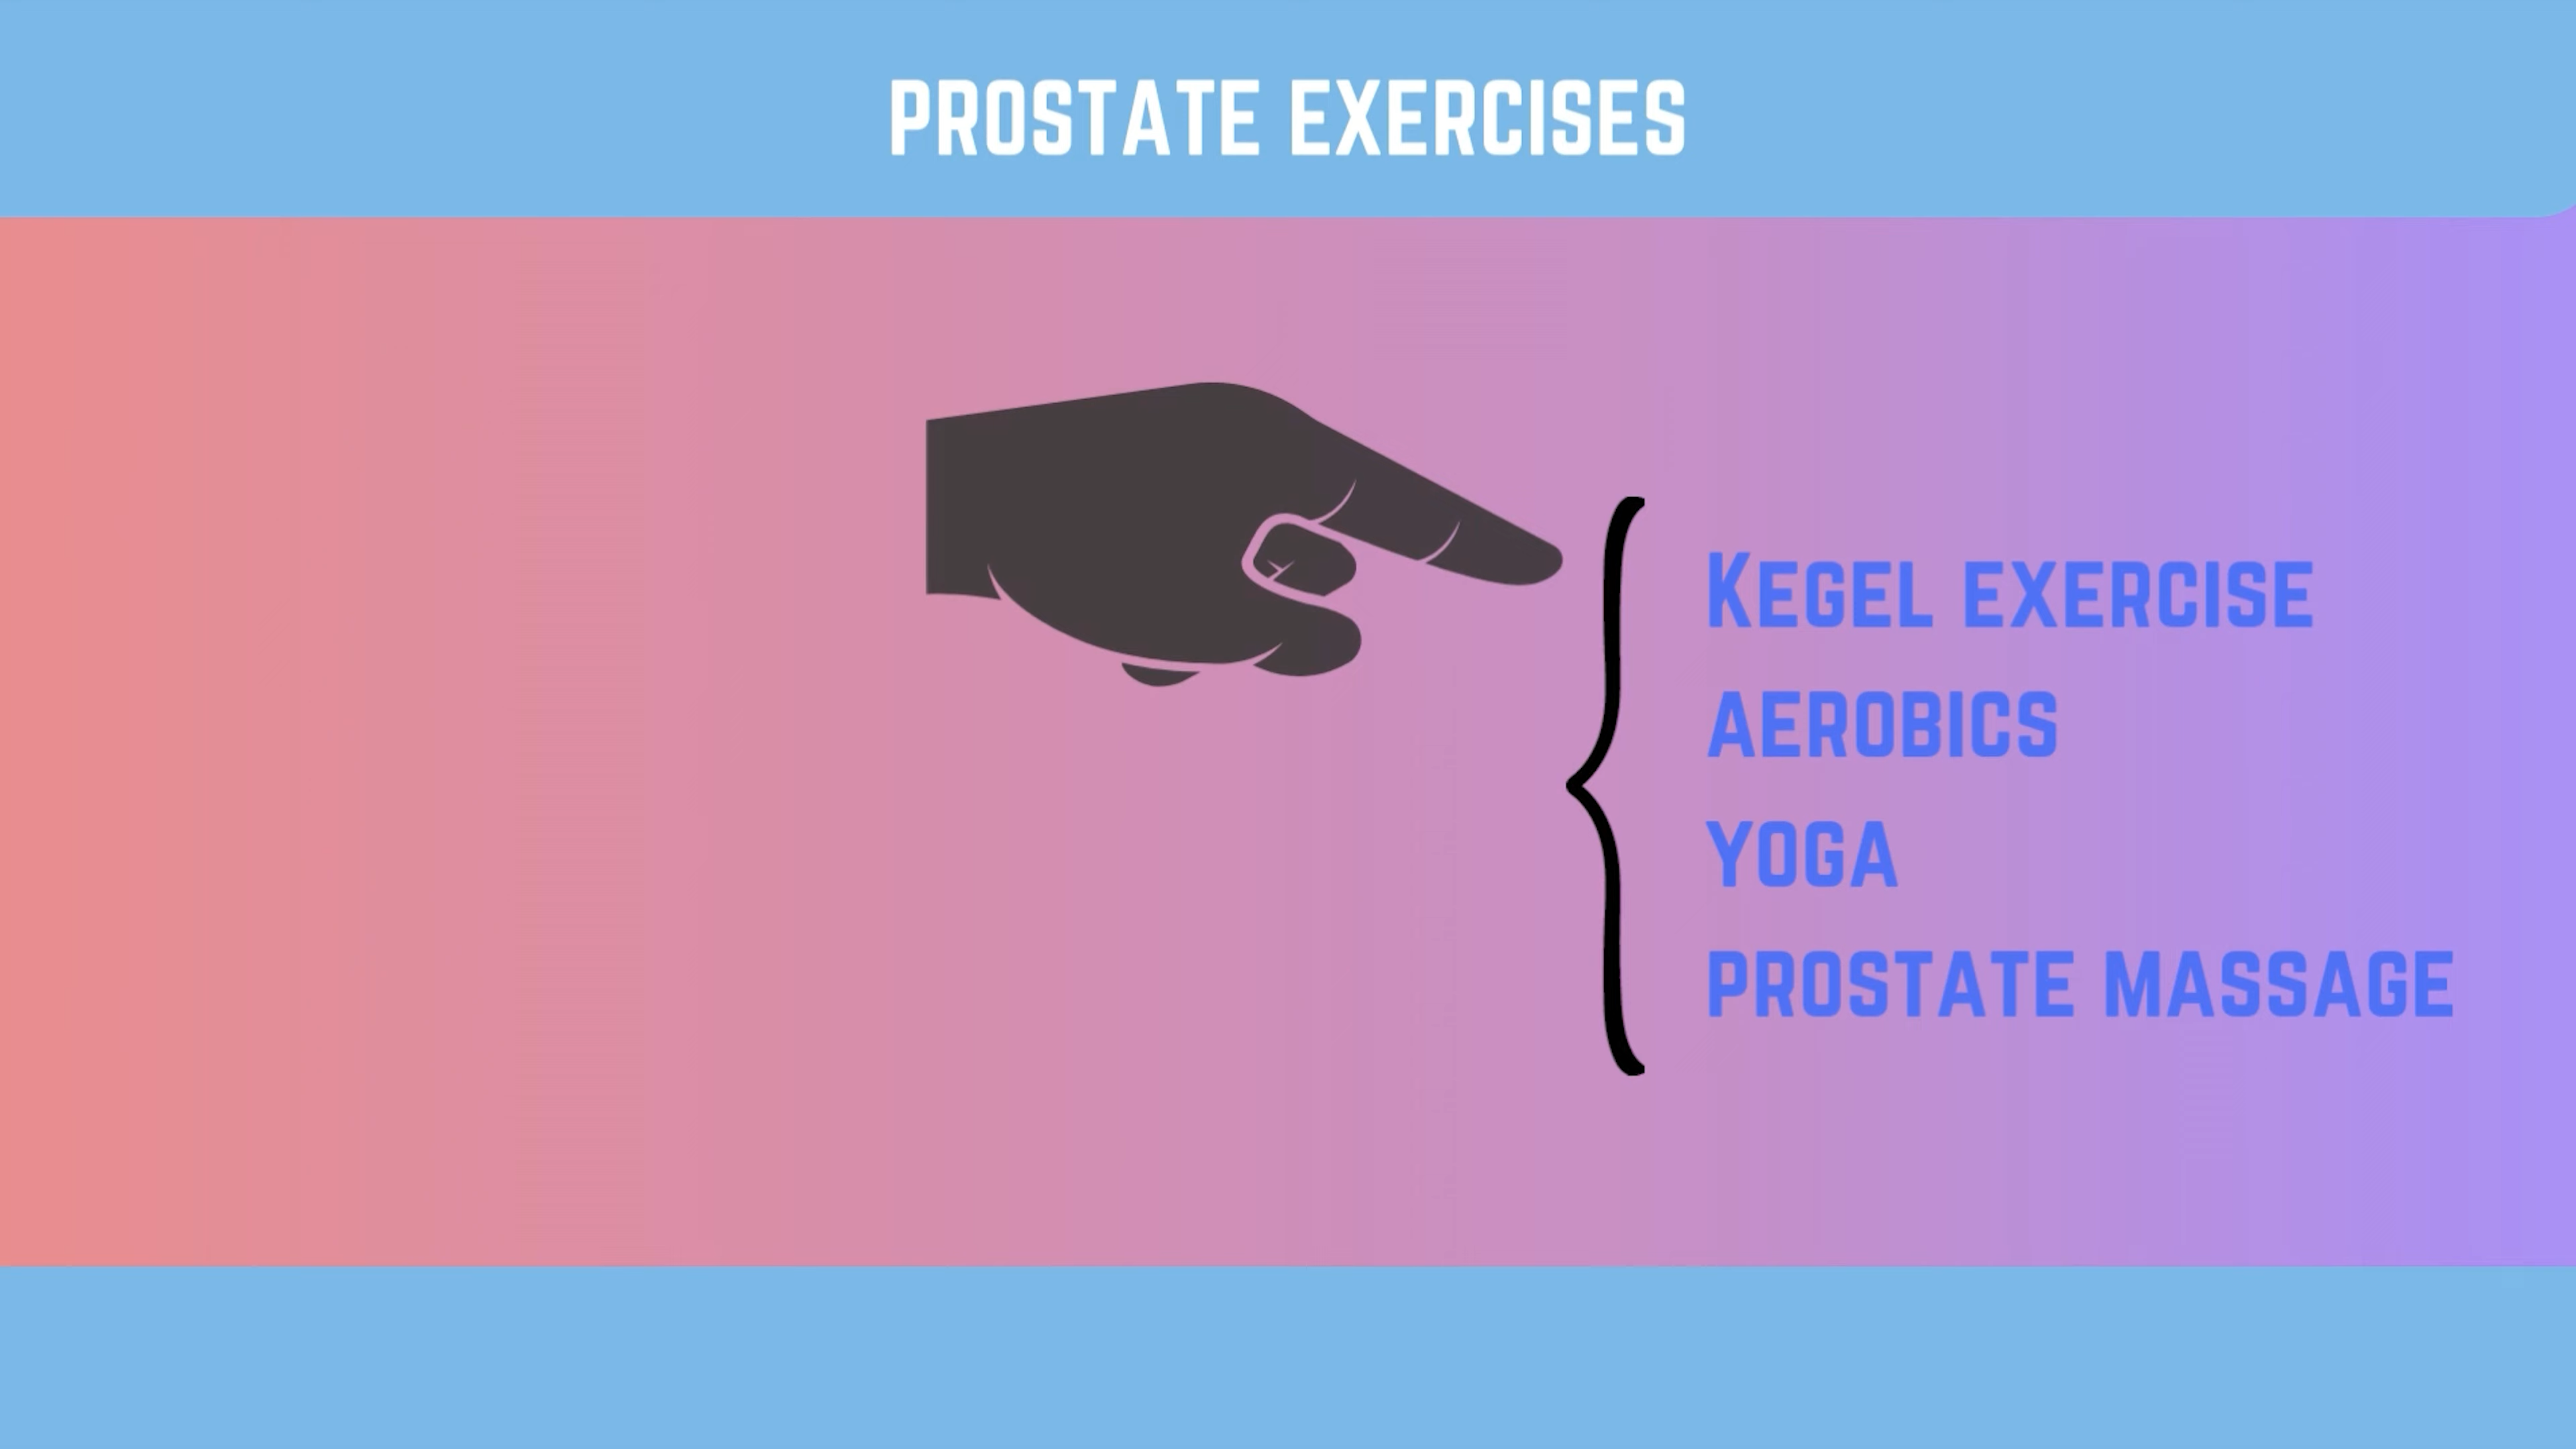 PROSTATE EXERCISES
KEGEL EXERCISE
AEROBICS
YOGA
PROSTATE MASSAGE